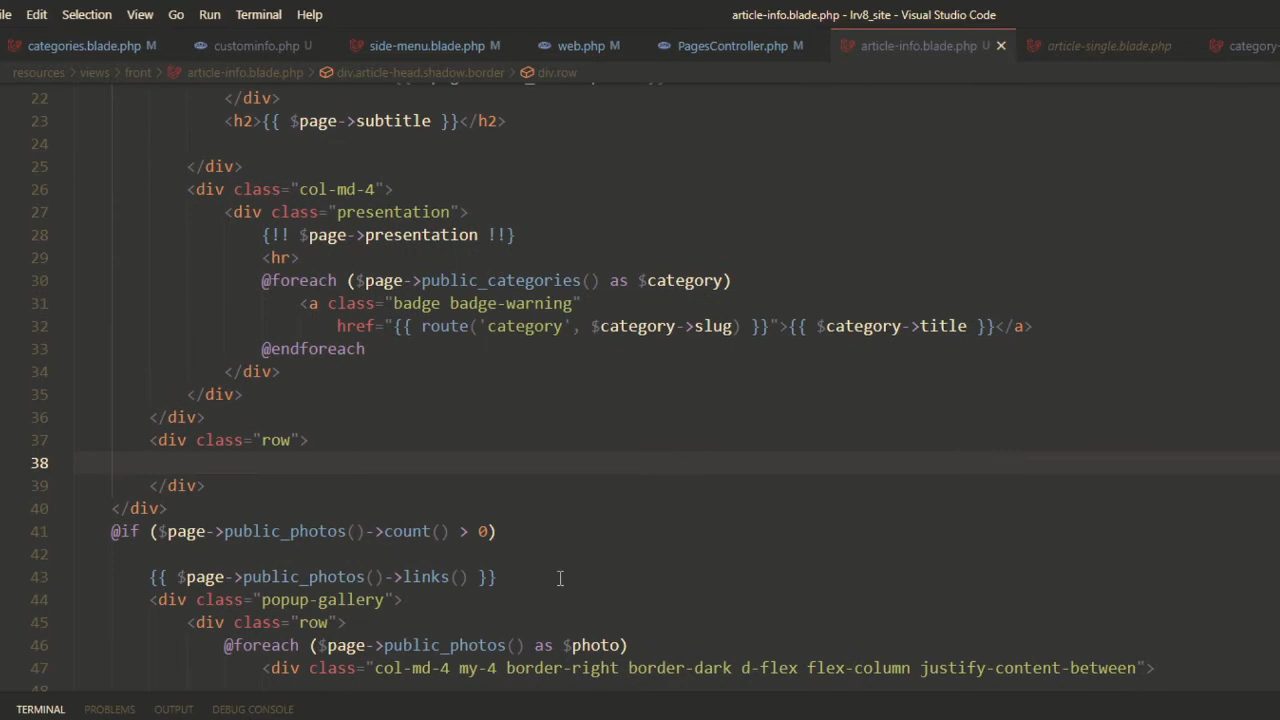 ile Edit Selection View Go Run Terminal Help article-info.blade.php - lrv8_site - Visual Studio Code
categories.blade.php M custominfo.php U side-menu.blade.php M web.php M PagesController.php M article-info.blade.php U × article-single.blade.php category-
resources > views > front > article-info.blade.php > div.article-head.shadow.border > div.row
22 </div>
23 <h2>{{ $page->subtitle }}</h2>
24
25 </div>
26 <div class="col-md-4">
27 <div class="presentation">
28 {!! $page->presentation !!}
29 <hr>
30 @foreach ($page->public_categories() as $category)
31 <a class="badge badge-warning"
32 href="{{ route('category', $category->slug) }}">{{ $category->title }}</a>
33 @endforeach
34 </div>
35 </div>
36 </div>
37 <div class="row">
38
39 </div>
40 </div>
41 @if ($page->public_photos()->count() > 0)
42
43 {{ $page->public_photos()->links() }}
44 <div class="popup-gallery">
45 <div class="row">
46 @foreach ($page->public_photos() as $photo)
47 <div class="col-md-4 my-4 border-right border-dark d-flex flex-column justify-content-between">
TERMINAL PROBLEMS OUTPUT DEBUG CONSOLE